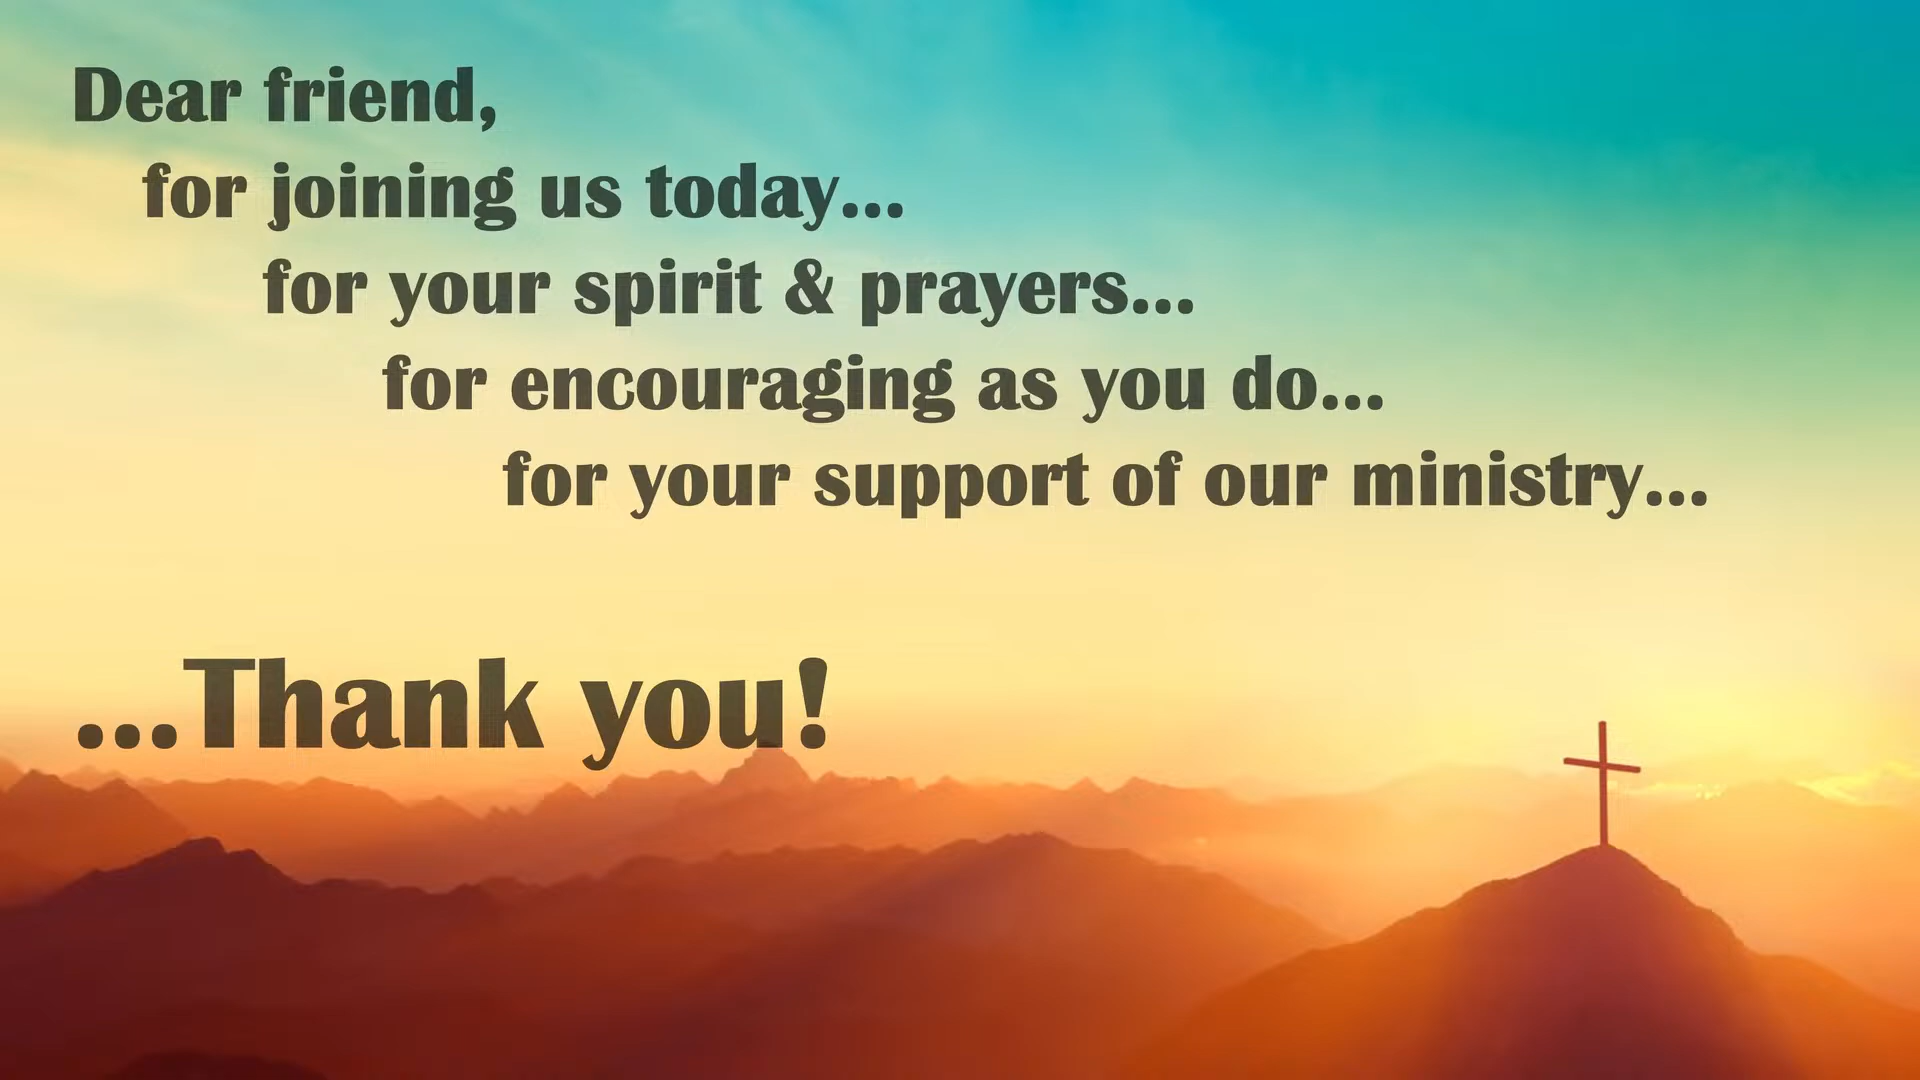 Dear friend,
for joining us today...
for your spirit & prayers...
for encouraging as you do...
for your support of our ministry...
...Thank you!